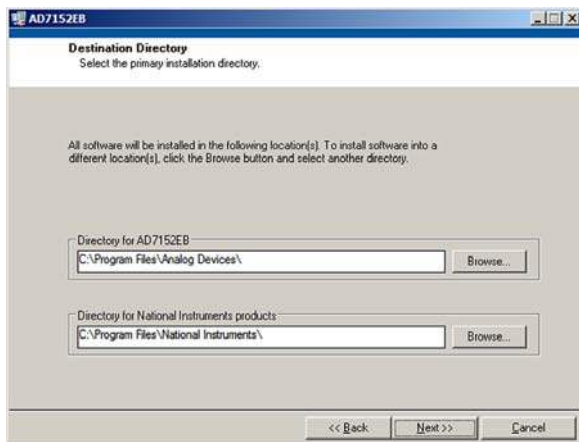 AD7152EB
Destination Directory
Select the primary installation directory.
All software will be installed in the following location(s). To install software into a
different location(s), click the Browse button and select another directory.
Directory for AD7152EB
C:\Program Files\Analog Devices\
Browse...
Directory for National Instruments products
C:\Program Files\National Instruments\
Browse...
<< Back
Next >>
Cancel